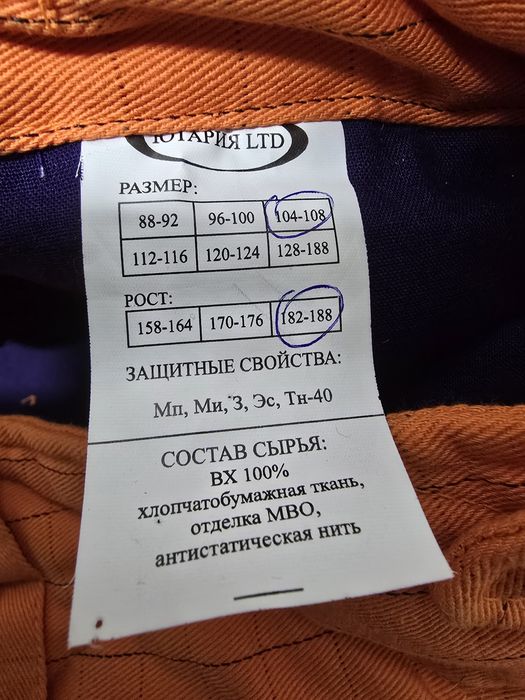 ЮТАРИЯ LTD
РАЗМЕР:
88-92 96-100 104-108
112-116 120-124 128-188
РОСТ:
158-164 170-176 182-188
ЗАЩИТНЫЕ СВОЙСТВА:
Мп, Ми, З, Эс, Тн-40
СОСТАВ СЫРЬЯ:
ВХ 100%
хлопчатобумажная ткань,
отделка МВО,
антистатическая нить